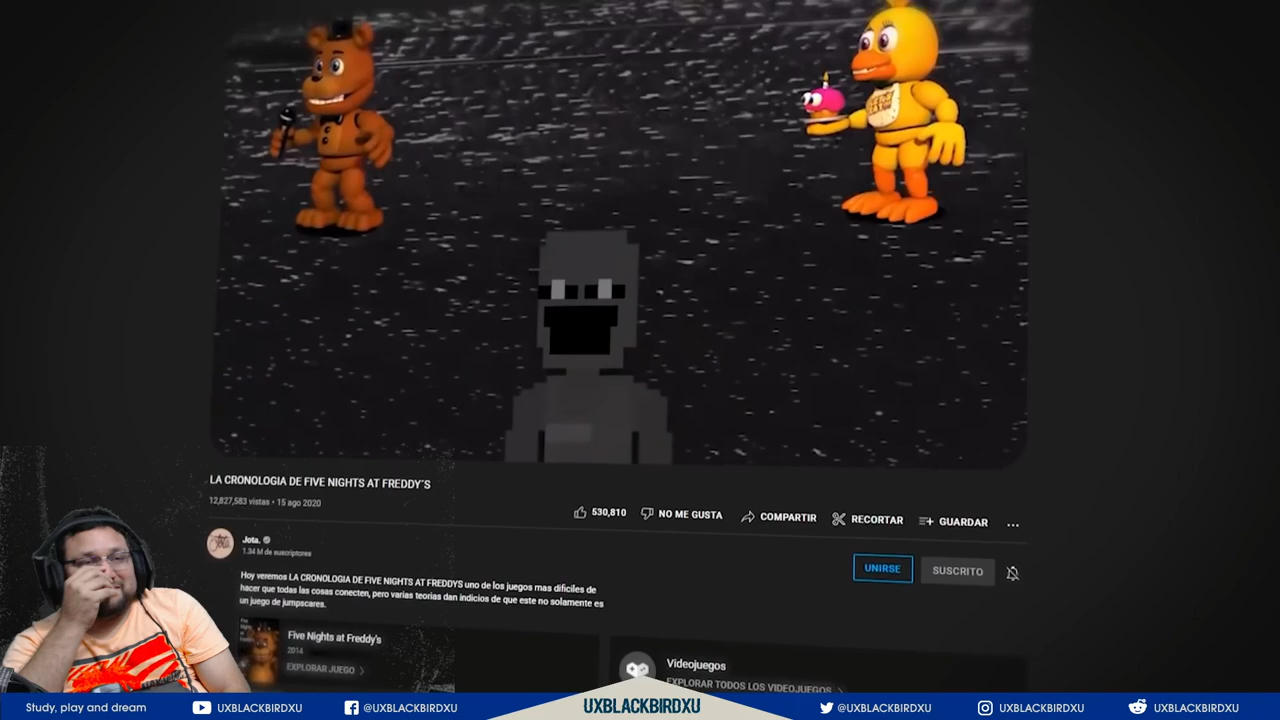 LA CRONOLOGIA DE FIVE NIGHTS AT FREDDY'S
12,827,583 vistas • 15 ago 2020
530,810 NO ME GUSTA COMPARTIR RECORTAR GUARDAR
Jota.
1.34 M de suscriptores
UNIRSE SUSCRITO
Hoy veremos LA CRONOLOGIA DE FIVE NIGHTS AT FREDDYS uno de los juegos mas dificiles de
hacer que todas las cosas conecten, pero varias teorias dan indicios de que este no solamente es
un juego de jumpscares.
Five Nights at Freddy's
2014
EXPLORAR JUEGO
Videojuegos
EXPLORAR TODOS LOS VIDEOJUEGOS
Study, play and dream UXBLACKBIRDXU @UXBLACKBIRDXU UXBLACKBIRDXU @UXBLACKBIRDXU UXBLACKBIRDXU UXBLACKBIRDXU